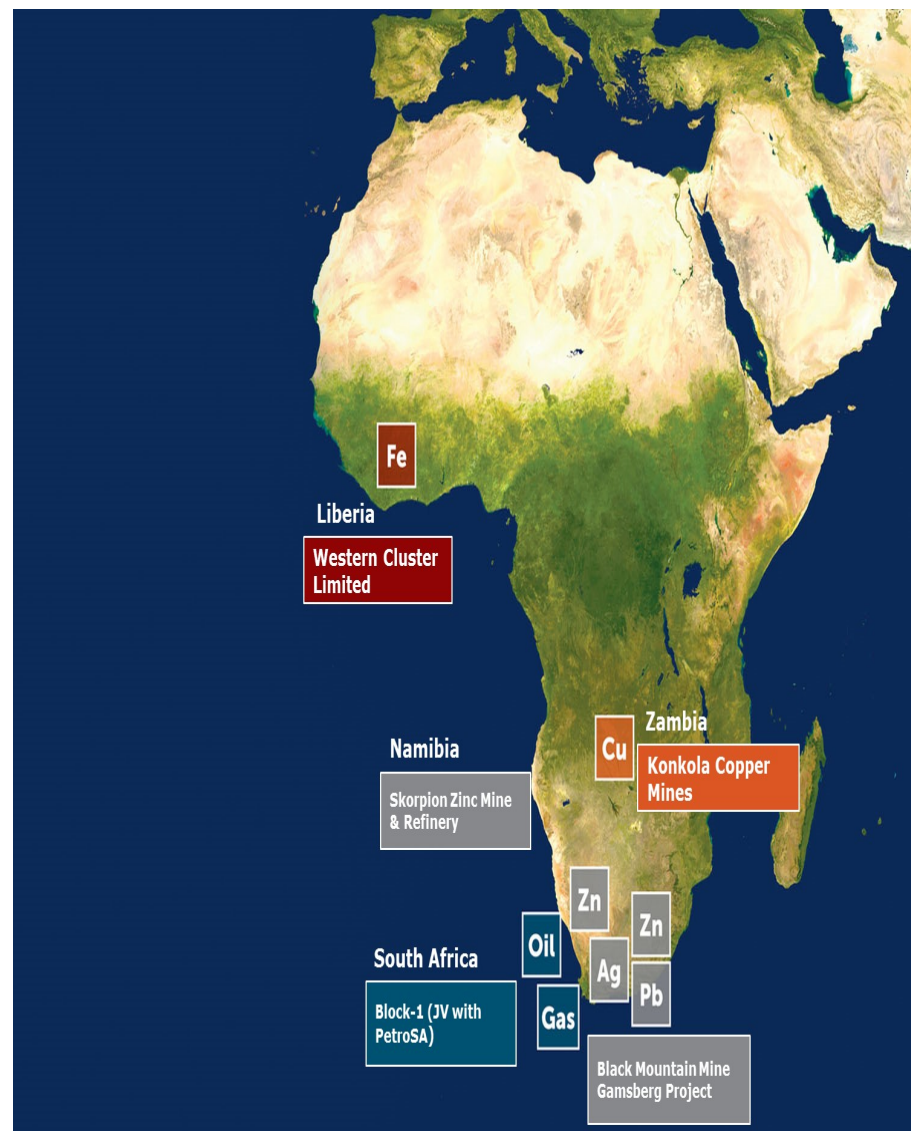 Fe
Liberia
Western Cluster
Limited
Zambia
Cu
Konkola Copper
Mines
Namibia
Skorpion Zinc Mine
& Refinery
Zn
Zn
Oil
Ag
Pb
South Africa
Block-1 (JV with
PetroSA)
Gas
Black Mountain Mine
Gamsberg Project